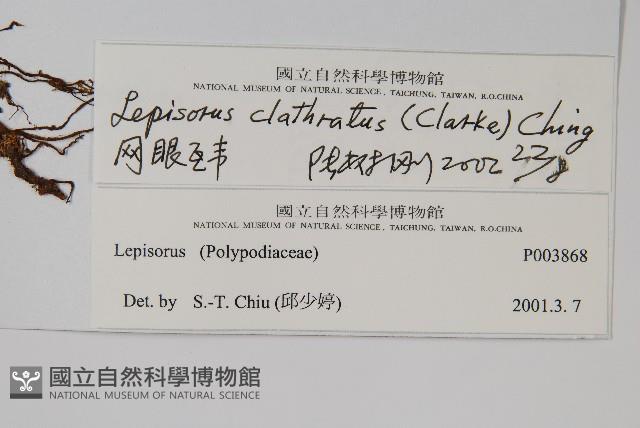 國立自然科學博物館
NATIONAL MUSEUM OF NATURAL SCIENCE, TAICHUNG, TAIWAN, R.O.CHINA
Lepisorus clathratus (Clarke) Ching
网眼瓦韦 2002
國立自然科學博物館
NATIONAL MUSEUM OF NATURAL SCIENCE, TAICHUNG, TAIWAN, R.O.CHINA
Lepisorus (Polypodiaceae) P003868
Det. by S.-T. Chiu (邱少婷) 2001.3. 7
國立自然科學博物館
NATIONAL MUSEUM OF NATURAL SCIENCE